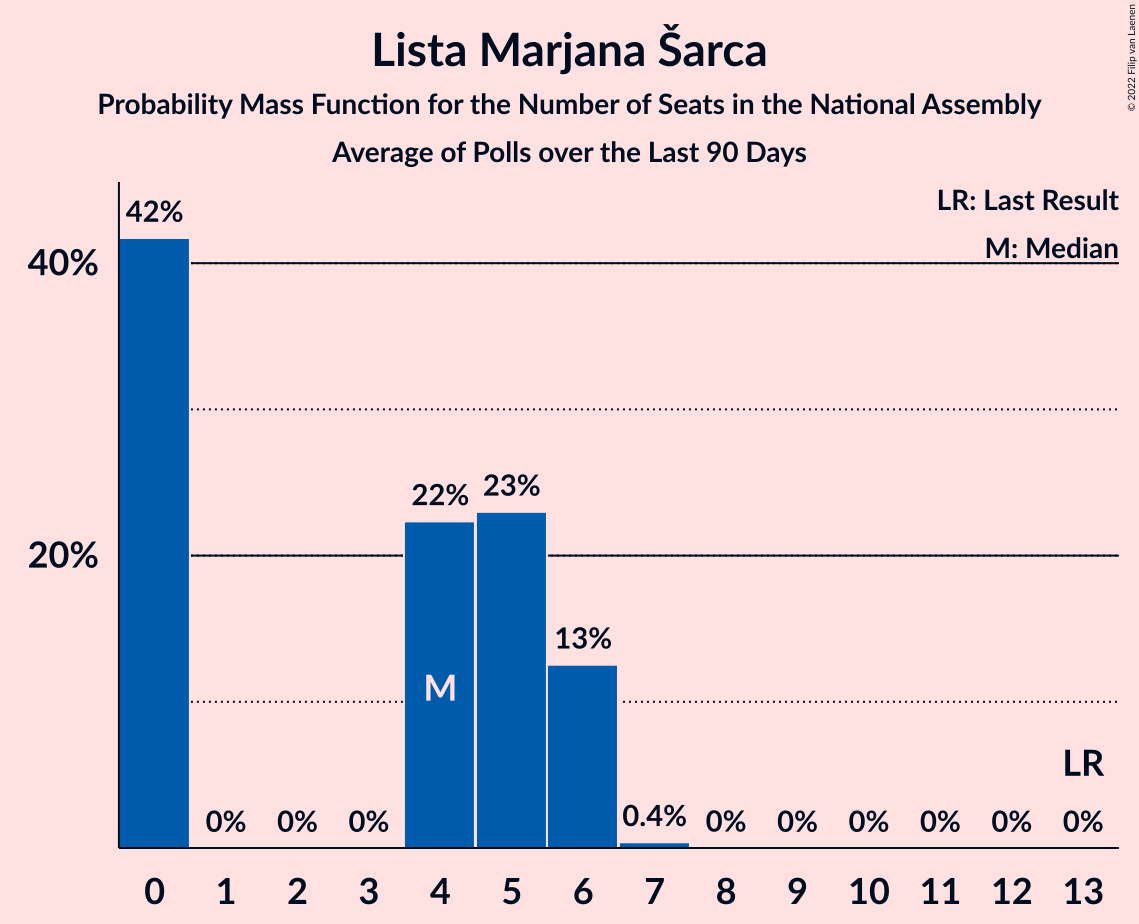 Lista Marjana Šarca
Probability Mass Function for the Number of Seats in the National Assembly
Average of Polls over the Last 90 Days
© 2022 Filip van Laenen
LR: Last Result
M: Median
42%
40%
23%
22%
20%
13%
M
LR
0.4%
0% 0% 0% 0% 0% 0% 0% 0% 0%
0 1 2 3 4 5 6 7 8 9 10 11 12 13